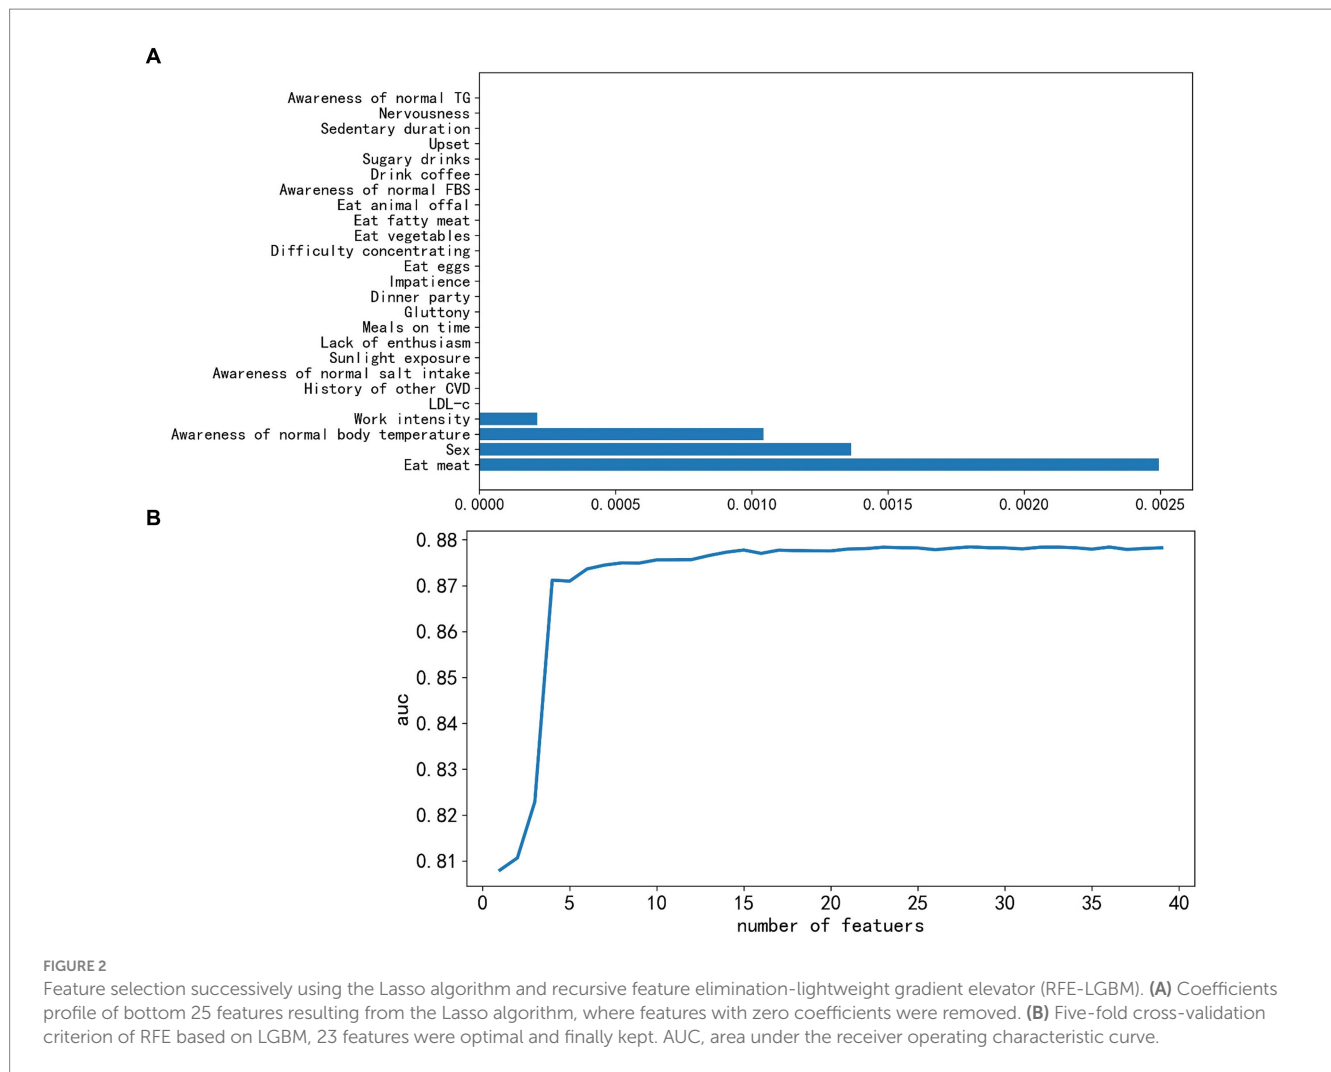 A
Awareness of normal TG
Nervousness
Sedentary duration
Upset
Sugary drinks
Drink coffee
Awareness of normal FBS
Eat animal offal
Eat fatty meat
Eat vegetables
Difficulty concentrating
Eat eggs
Impatience
Dinner party
Gluttony
Meals on time
Lack of enthusiasm
Sunlight exposure
Awareness of normal salt intake
History of other CVD
LDL-c
Work intensity
Awareness of normal body temperature
Sex
Eat meat
0.0000 0.0005 0.0010 0.0015 0.0020 0.0025
B
0.88
0.87
0.86
0.85
0.84
0.83
0.82
0.81
auc
0 5 10 15 20 25 30 35 40
number of featuers
FIGURE 2
Feature selection successively using the Lasso algorithm and recursive feature elimination-lightweight gradient elevator (RFE-LGBM). (A) Coefficients
profile of bottom 25 features resulting from the Lasso algorithm, where features with zero coefficients were removed. (B) Five-fold cross-validation
criterion of RFE based on LGBM, 23 features were optimal and finally kept. AUC, area under the receiver operating characteristic curve.